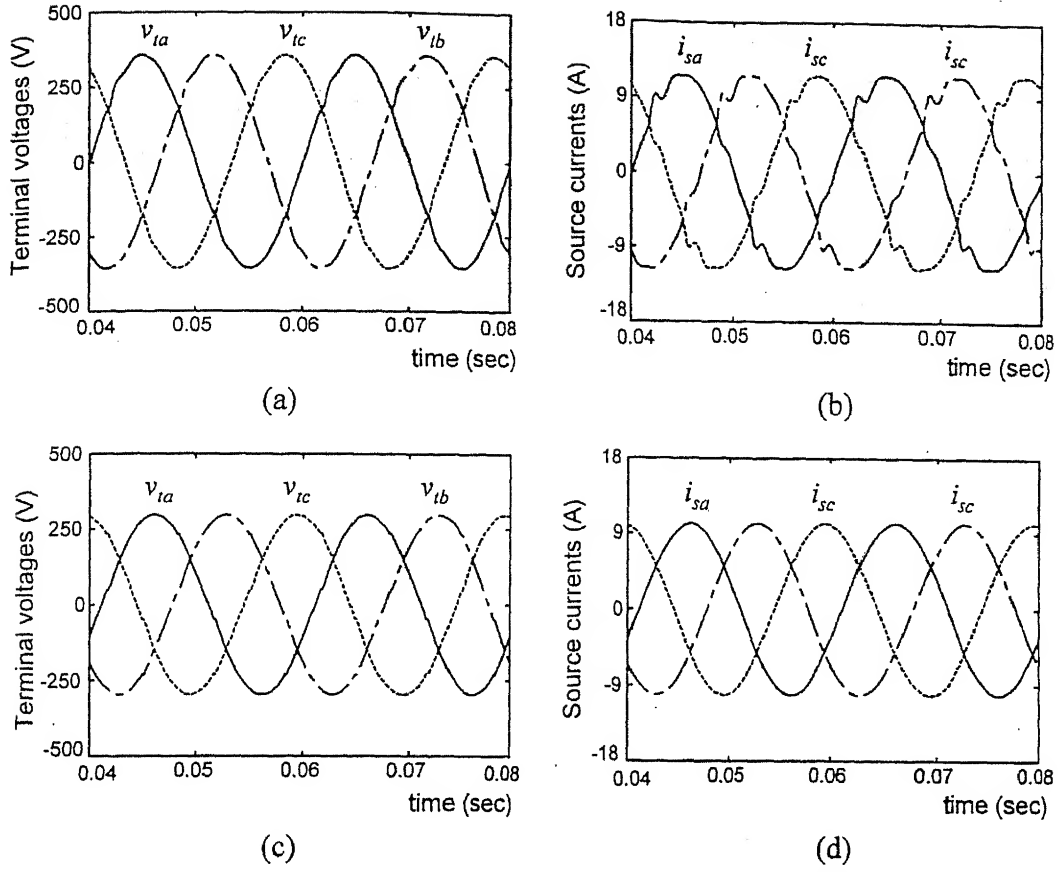 Terminal voltages (V)
500
250
0
-250
-500
v_ta
v_tc
v_tb
0.04
0.05
0.06
0.07
0.08
time (sec)
(a)
Source currents (A)
18
9
0
-9
-18
i_sa
i_sc
i_sc
0.04
0.05
0.06
0.07
0.08
time (sec)
(b)
Terminal voltages (V)
500
250
0
-250
-500
v_ta
v_tc
v_tb
0.04
0.05
0.06
0.07
0.08
time (sec)
(c)
Source currents (A)
18
9
0
-9
-18
i_sa
i_sc
i_sc
0.04
0.05
0.06
0.07
0.08
time (sec)
(d)